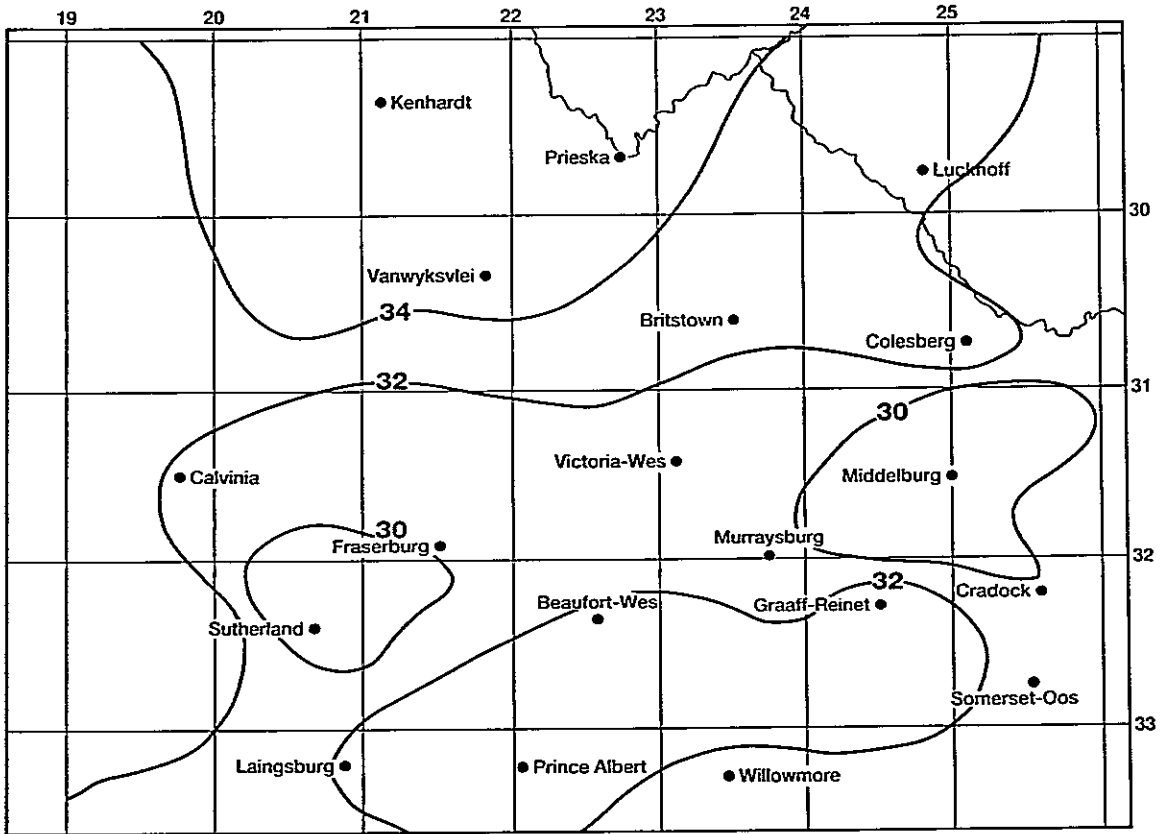 19 20 21 22 23 24 25
Kenhardt
Prieska
Luckhoff
30
Vanwyksvlei
34
Britstown
Colesberg
32
31
30
Victoria-Wes
Calvinia
Middelburg
30
Murraysburg
Fraserburg
32
32
Cradock
Beaufort-Wes
Graaff-Reinet
Sutherland
Somerset-Oos
33
Laingsburg
Prince Albert
Willowmore